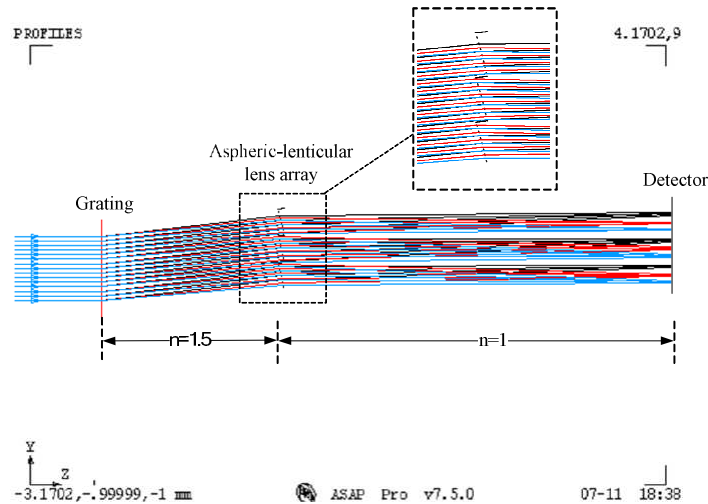 PROFILES
4.1702,9
Aspheric-lenticular
lens array
Grating
Detector
n=1.5
n=1
Y
Z
-3.1702,-.99999,-1 mm
ASAP Pro v7.5.0
07-11 18:38